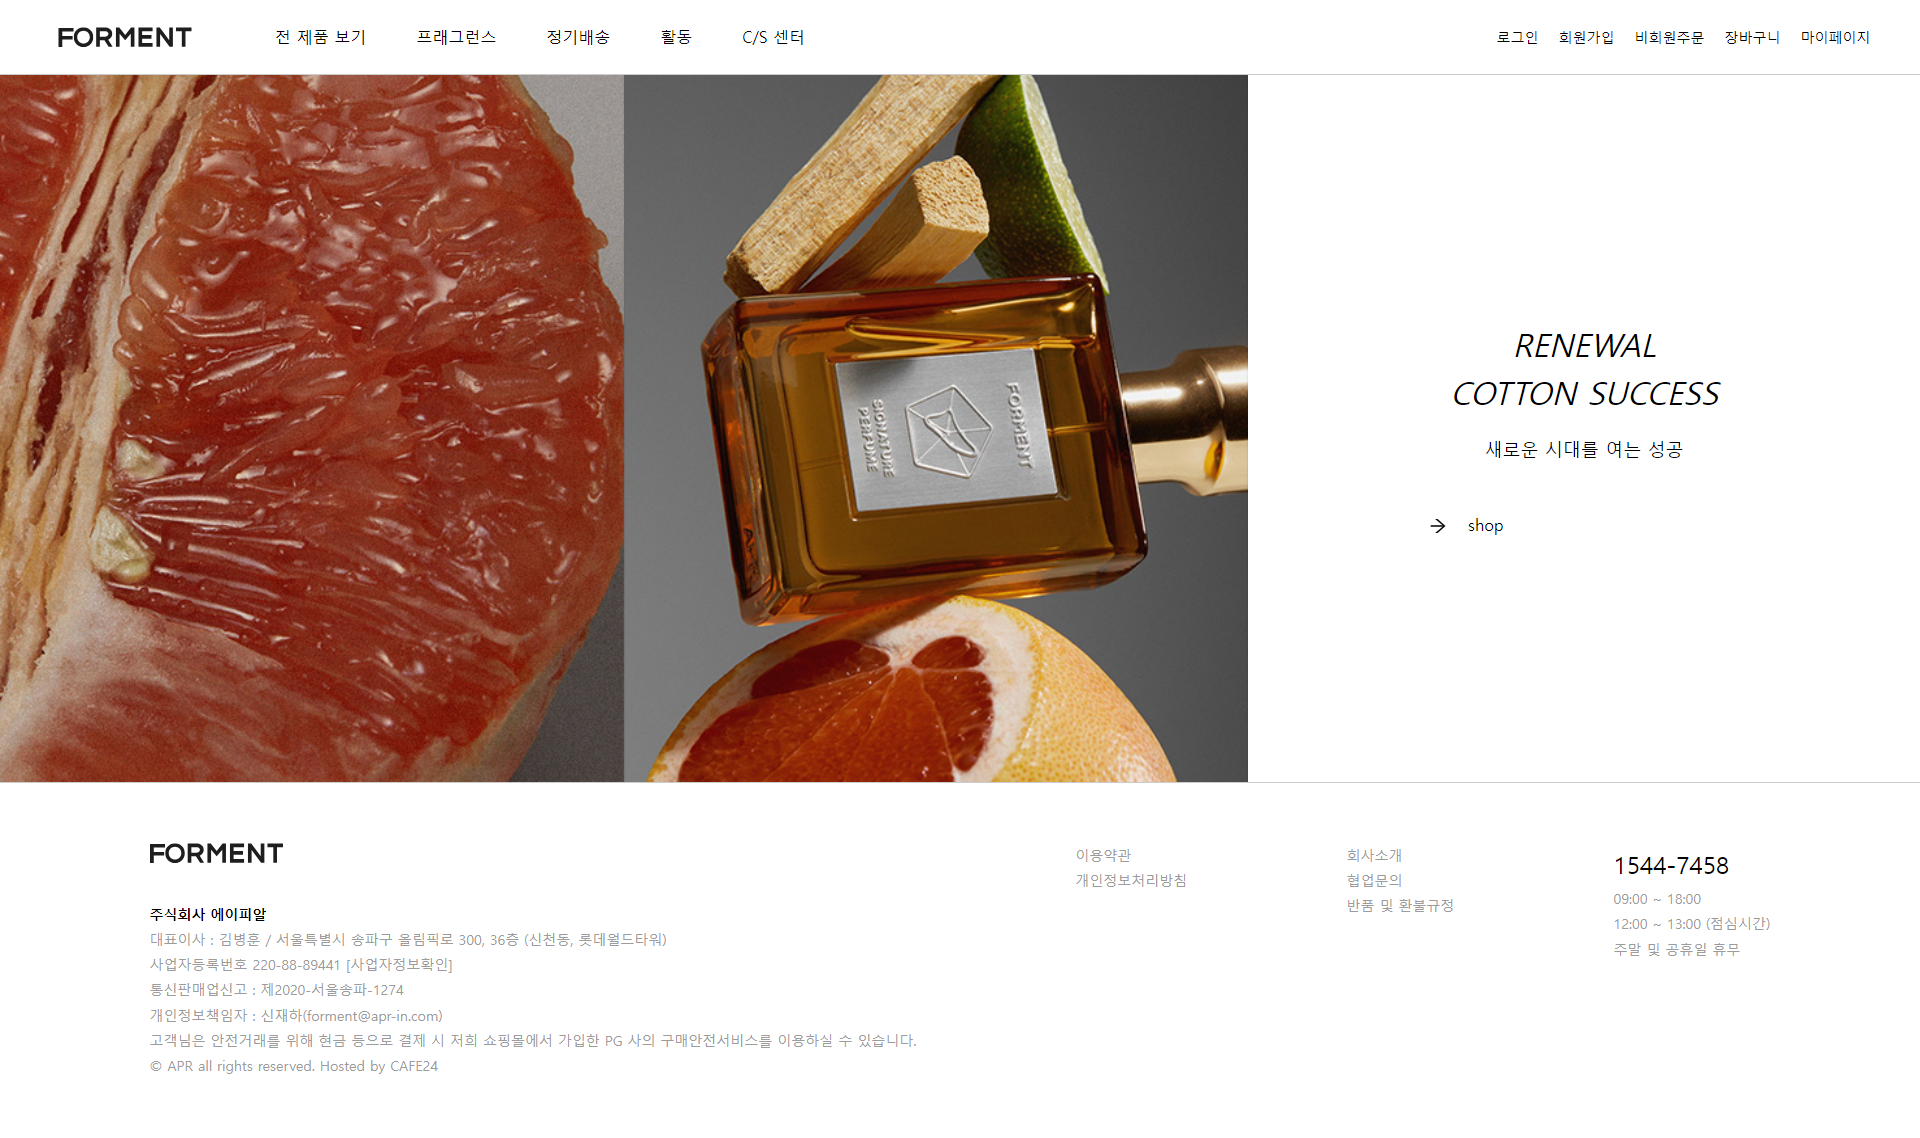 FORMENT
전 제품 보기 프래그런스 정기배송 활동 C/S 센터
로그인 회원가입 비회원주문 장바구니 마이페이지
FORMENT
SIGNATURE
PERFUME
RENEWAL
COTTON SUCCESS
새로운 시대를 여는 성공
shop
FORMENT
주식회사 에이피알
대표이사 : 김병훈 / 서울특별시 송파구 올림픽로 300, 36층 (신천동, 롯데월드타워)
사업자등록번호 220-88-89441 [사업자정보확인]
통신판매업신고 : 제2020-서울송파-1274
개인정보책임자 : 신재하(forment@apr-in.com)
고객님은 안전거래를 위해 현금 등으로 결제 시 저희 쇼핑몰에서 가입한 PG 사의 구매안전서비스를 이용하실 수 있습니다.
© APR all rights reserved. Hosted by CAFE24
이용약관
개인정보처리방침
회사소개
협업문의
반품 및 환불규정
1544-7458
09:00 ~ 18:00
12:00 ~ 13:00 (점심시간)
주말 및 공휴일 휴무